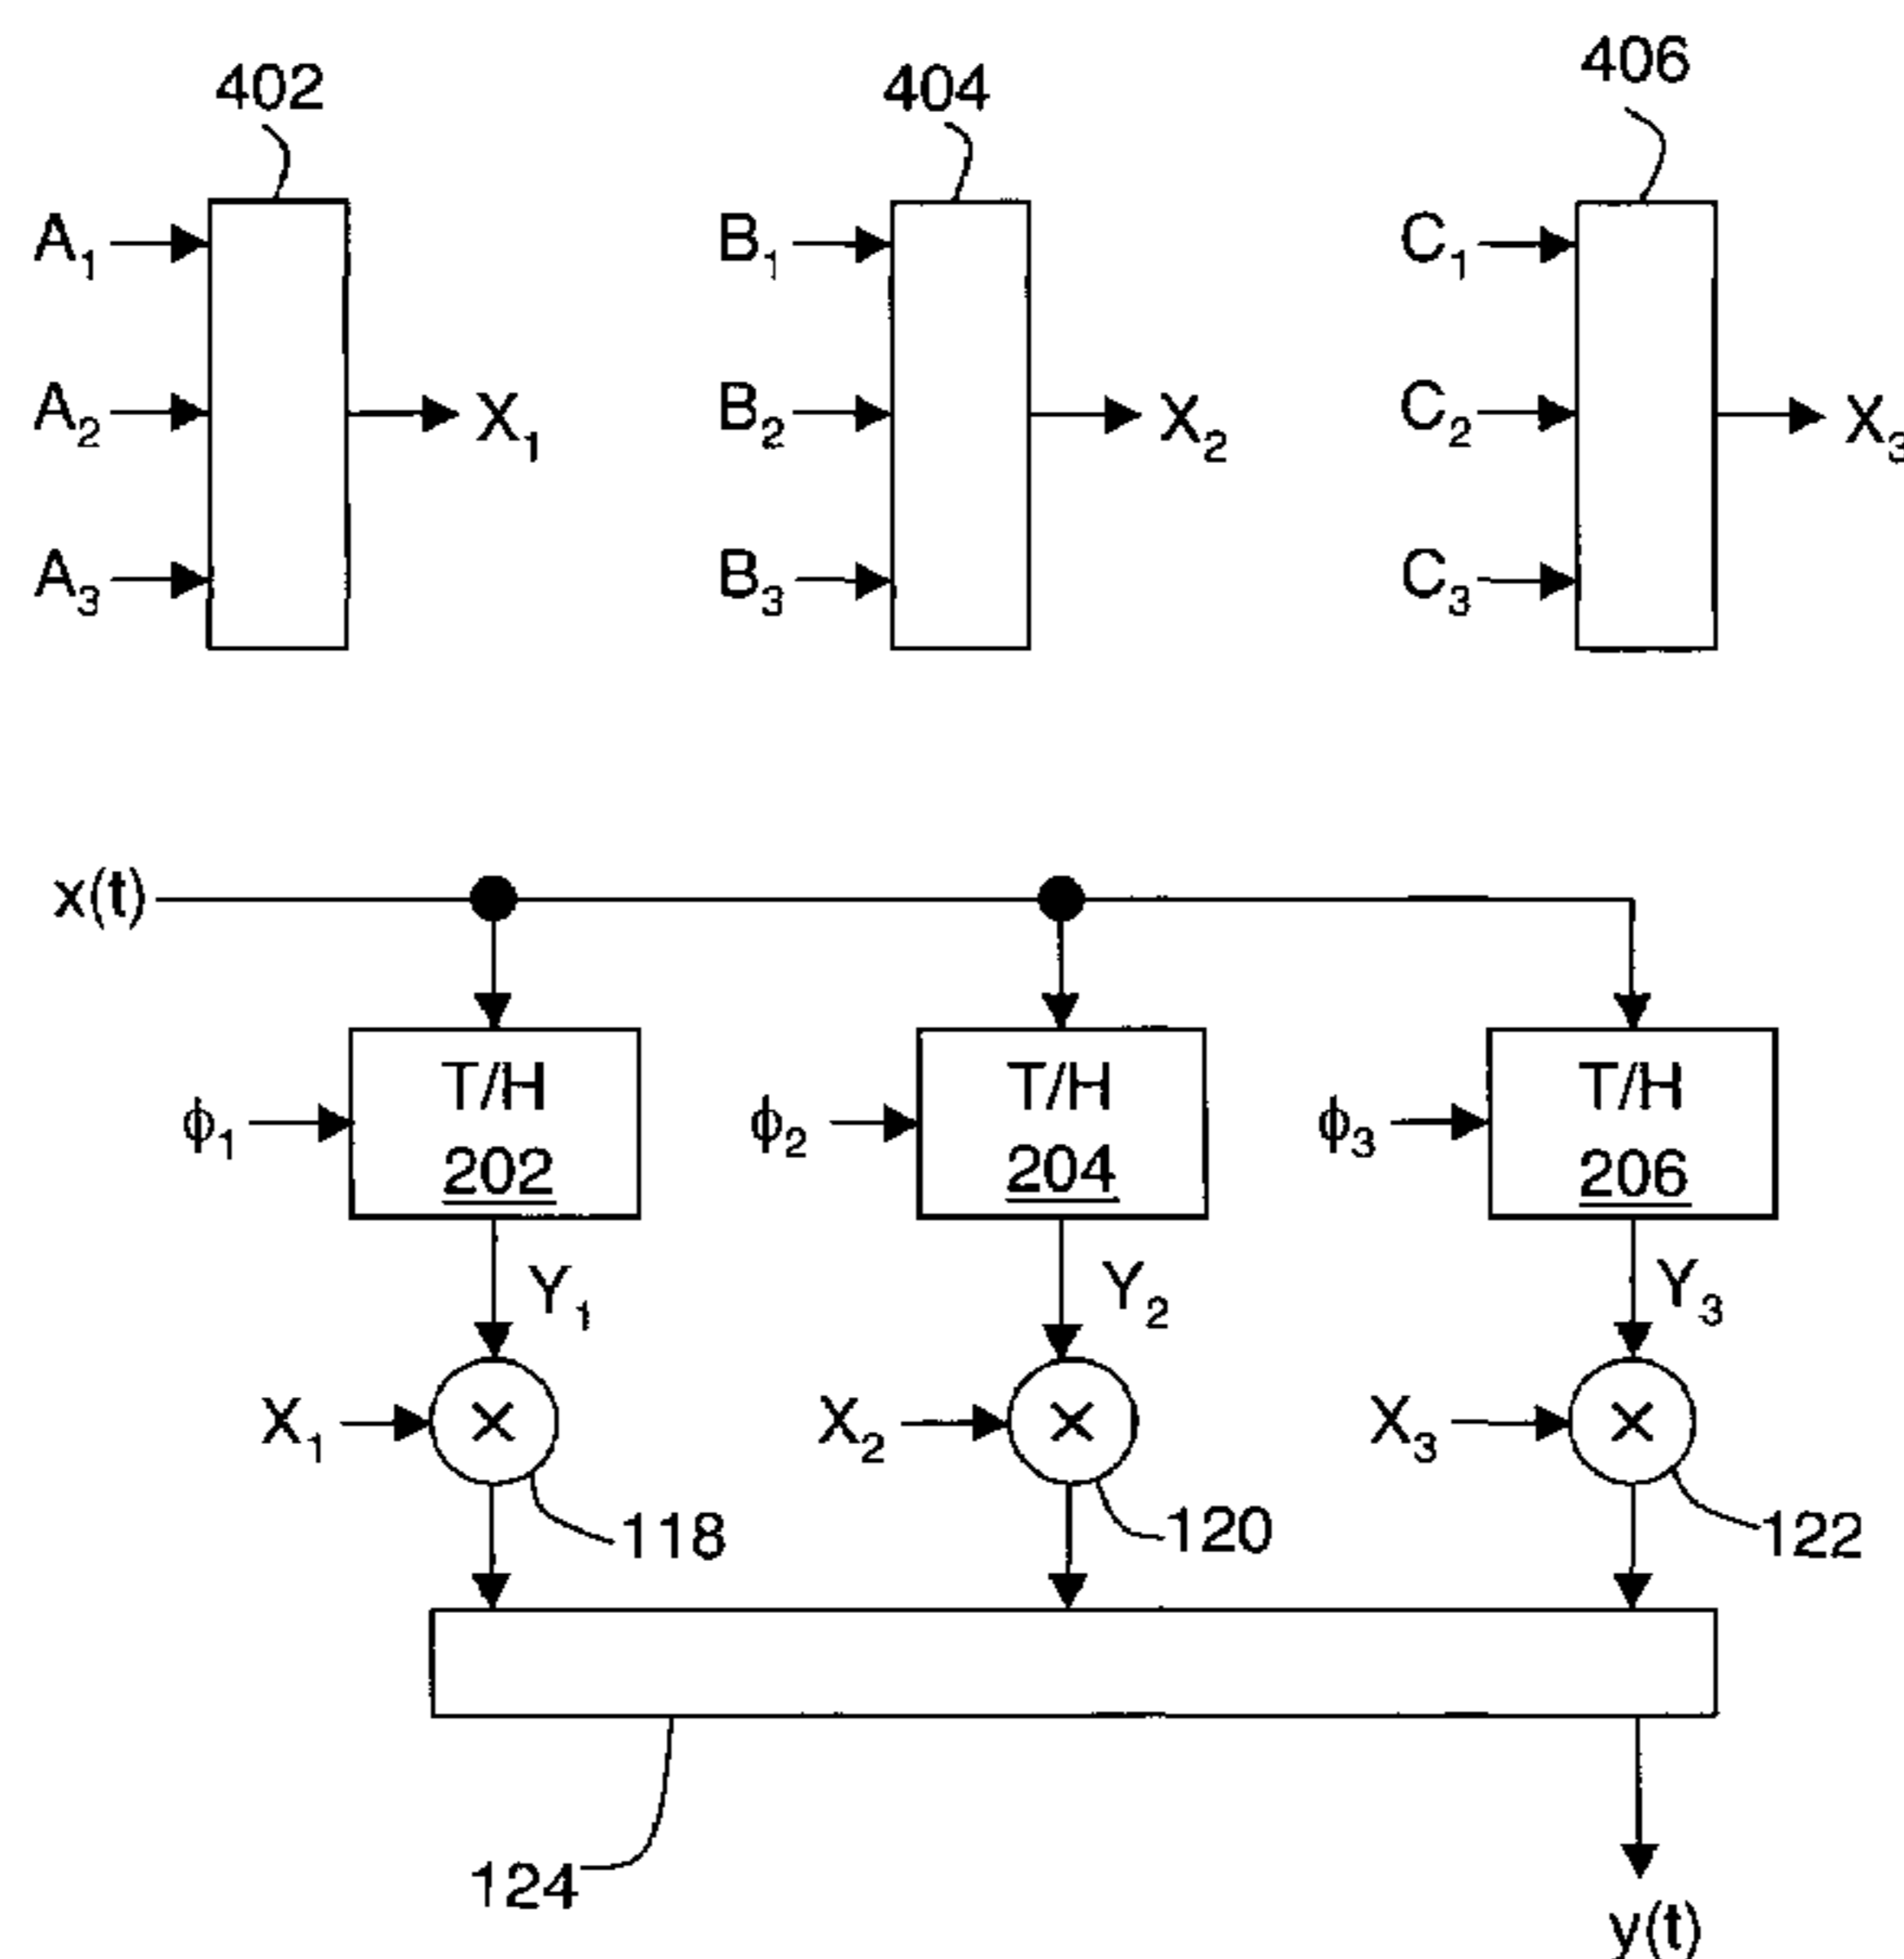 402 404 406
A₁ B₁ C₁
A₂ X₁ B₂ X₂ C₂ X₃
A₃ B₃ C₃
x(t)
T/H T/H T/H
ϕ₁ ϕ₂ ϕ₃
202 204 206
Y₁ Y₂ Y₃
X₁ × X₂ × X₃ ×
118 120 122
124
y(t)